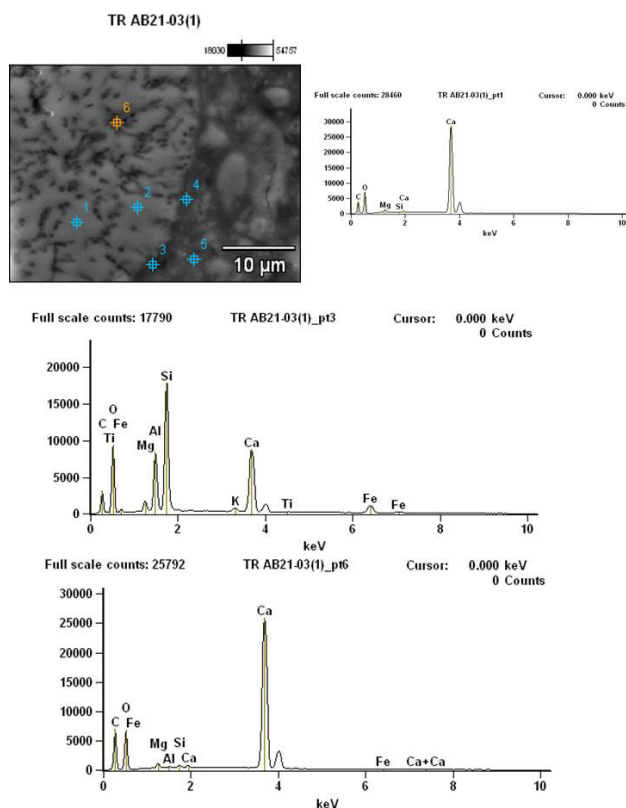 TR AB21-03(1)
18030 54757
6
1 2 4
3 5
10 µm
Full scale counts: 28460 TR AB21-03(1)_pt1 Cursor: 0.000 keV
0 Counts
Ca
30000
25000
20000
15000
10000
5000
0
C O Mg Si Ca
0 2 4 6 8 10
keV
Full scale counts: 17790 TR AB21-03(1)_pt3 Cursor: 0.000 keV
0 Counts
20000
15000
10000
5000
0
C O Fe Ti Mg Al Si K Ca Ti Fe Fe
0 2 4 6 8 10
keV
Full scale counts: 25792 TR AB21-03(1)_pt6 Cursor: 0.000 keV
0 Counts
30000
25000
20000
15000
10000
5000
0
C O Fe Mg Al Si Ca Ca Fe Ca+Ca
0 2 4 6 8 10
keV